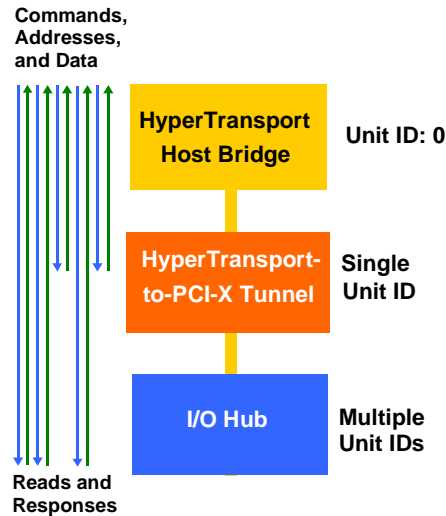 Commands,
Addresses,
and Data
HyperTransport
Host Bridge
Unit ID: 0
HyperTransport-
to-PCI-X Tunnel
Single
Unit ID
I/O Hub
Multiple
Unit IDs
Reads and
Responses